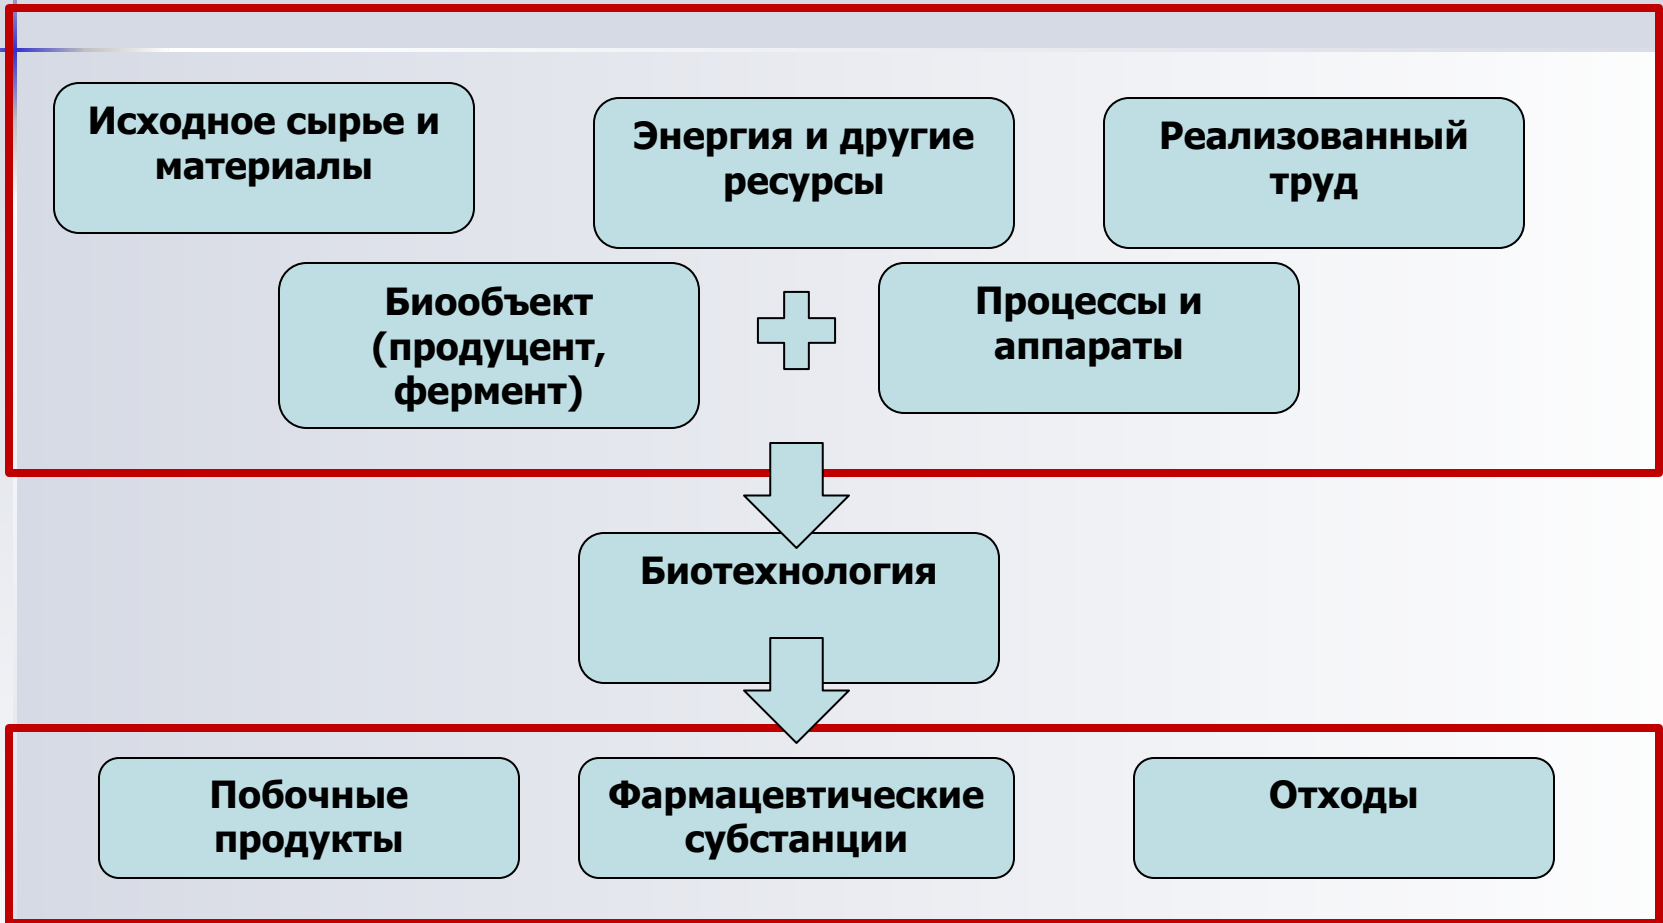 Исходное сырье и
материалы
Энергия и другие
ресурсы
Реализованный
труд
Биообъект
(продуцент,
фермент)
Процессы и
аппараты
Биотехнология
Побочные
продукты
Фармацевтические
субстанции
Отходы